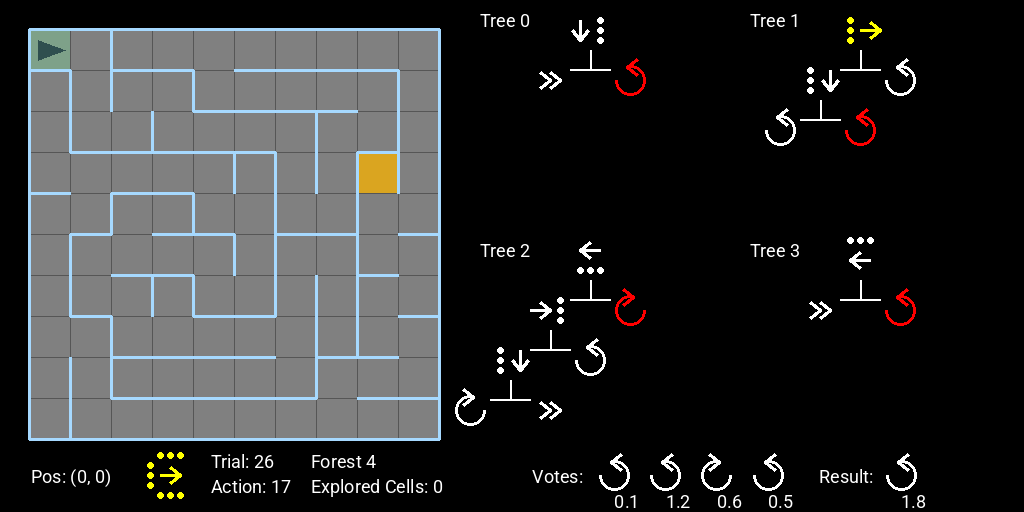 Tree 0
Tree 1
Tree 2
Tree 3
Pos: (0, 0)
Trial: 26
Forest 4
Action: 17
Explored Cells: 0
Votes:
0.1
1.2
0.6
0.5
Result:
1.8